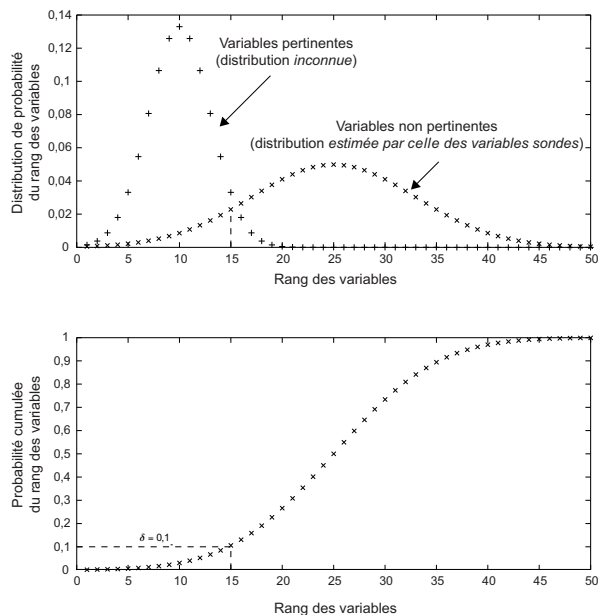 0,14
0,12
0,1
0,08
0,06
0,04
0,02
0
Distribution de probabilité
du rang des variables
Variables pertinentes
(distribution inconnue)
Variables non pertinentes
(distribution estimée par celle des variables sondes)
0 5 10 15 20 25 30 35 40 45 50
Rang des variables
1
0,9
0,8
0,7
0,6
0,5
0,4
0,3
0,2
0,1
0
Probabilité cumulée
du rang des variables
δ = 0,1
0 5 10 15 20 25 30 35 40 45 50
Rang des variables